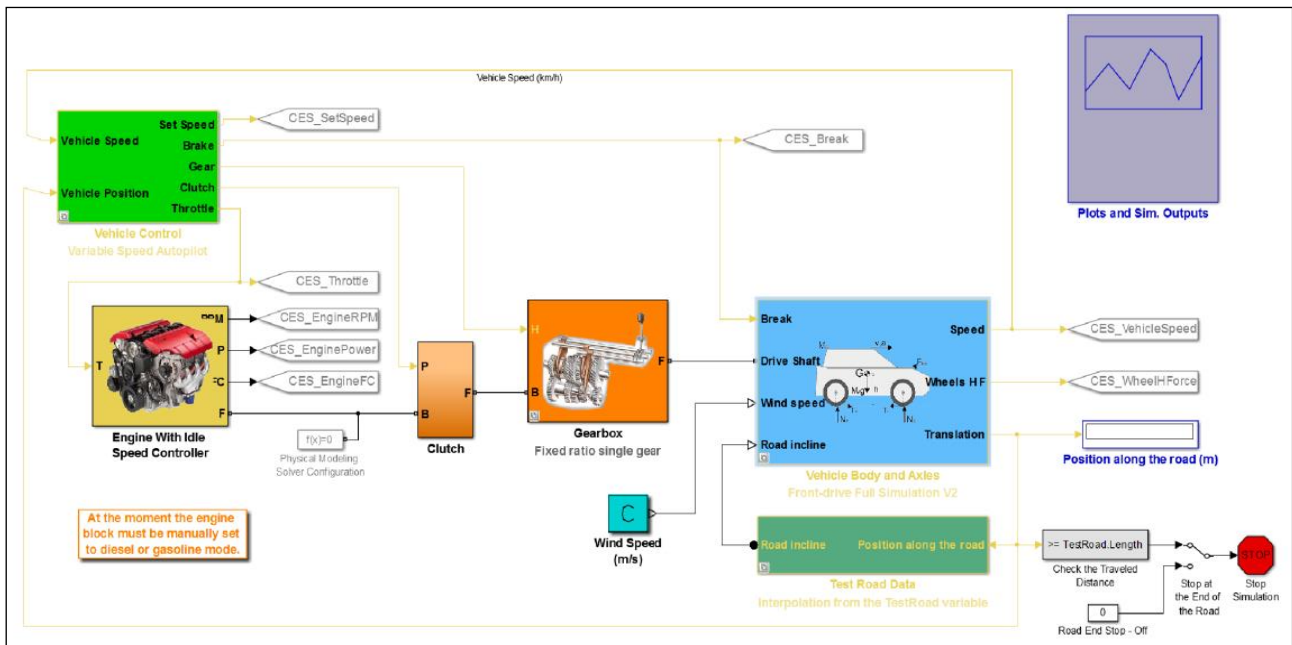 Vehicle Speed (km/h)
Set Speed
CES_SetSpeed
Vehicle Speed
Brake
CES_Break
Gear
Vehicle Position
Clutch
Throttle
Vehicle Control
Variable Speed Autopilot
Plots and Sim. Outputs
CES_Throttle
CES_EngineRPM
P
CES_EnginePower
T
FC
CES_EngineFC
F
Engine With Idle
Speed Controller
f(x)=0
Physical Modeling
Solver Configuration
P
F
B
Clutch
H
F
B
Gearbox
Fixed ratio single gear
Break
Speed
CES_VehicleSpeed
Drive Shaft
Wheels HF
CES_WheelHForce
Wind speed
Translation
Road incline
Position along the road (m)
Vehicle Body and Axles
Front-drive Full Simulation V2
At the moment the engine
block must be manually set
to diesel or gasoline mode.
C
Wind Speed
(m/s)
Road Incline
Position along the road
Test Road Data
Interpolation from the TestRoad variable
>= TestRoad.Length
Check the Traveled
Distance
0
Road End Stop - Off
Stop at
the End of
the Road
STOP
Stop
Simulation